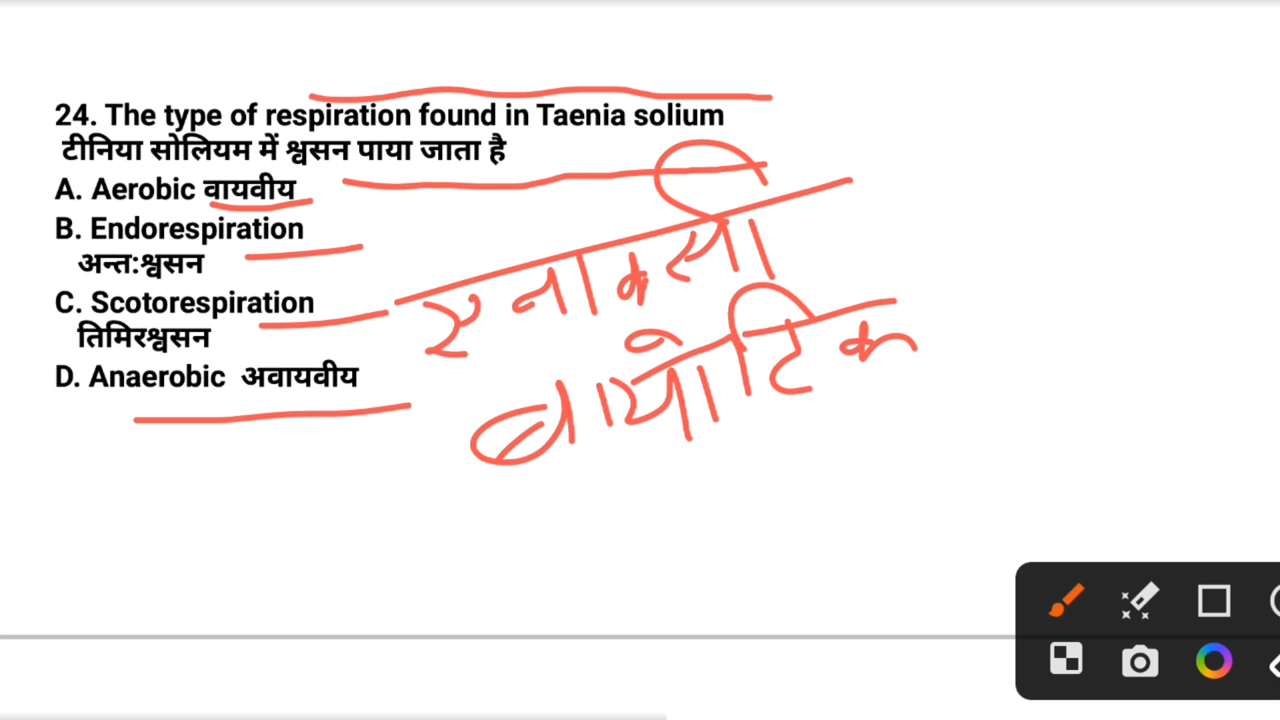 24. The type of respiration found in Taenia solium
टीनिया सोलियम में श्वसन पाया जाता है
A. Aerobic वायवीय
B. Endorespiration
अन्त:श्वसन
C. Scotorespiration
तिमिरश्वसन
D. Anaerobic अवायवीय
एनाक्सी
बायोटिक